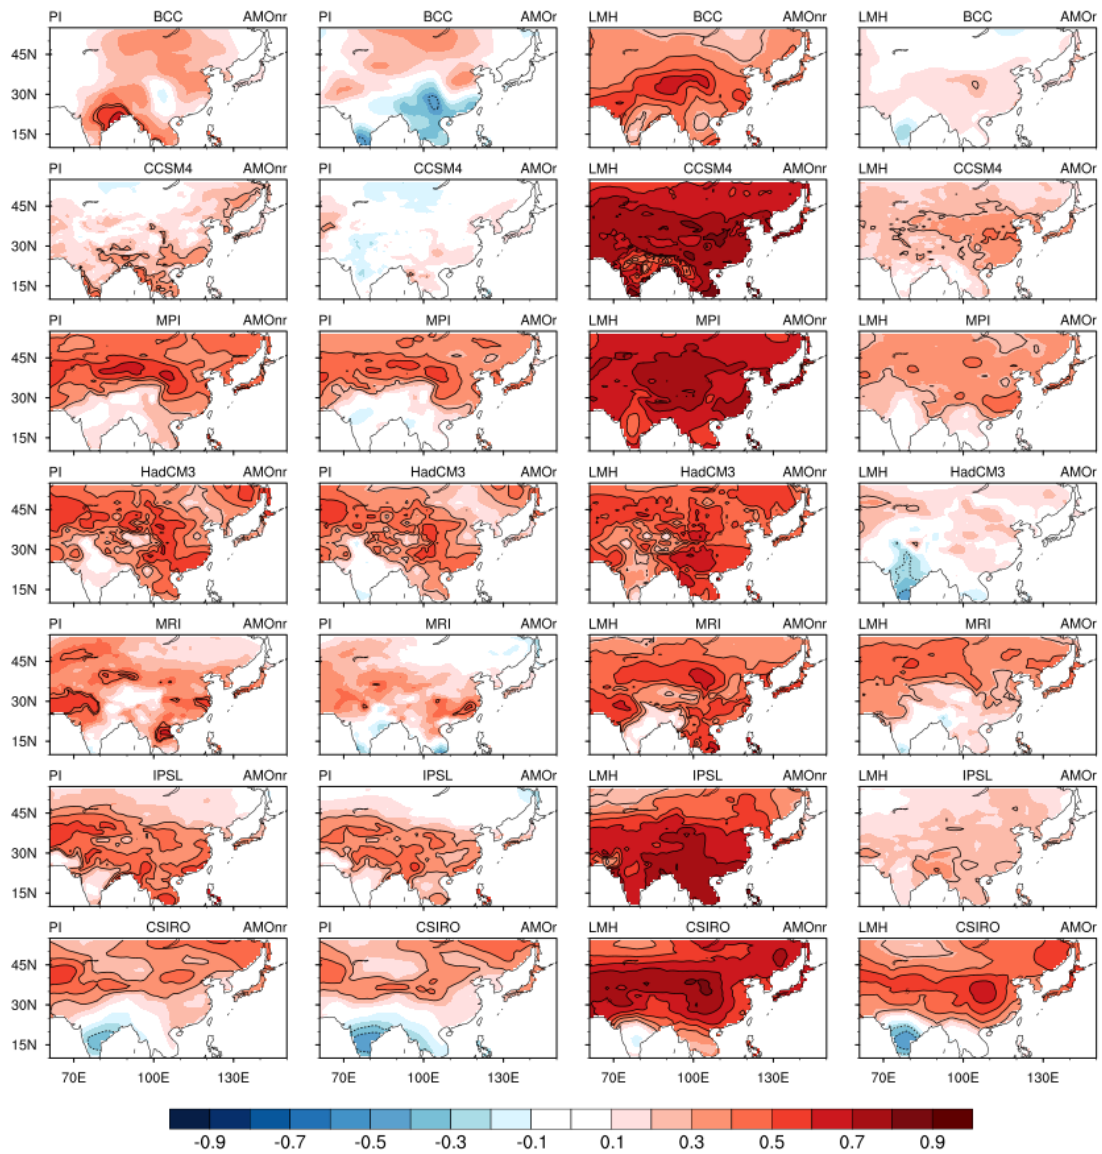 PI BCC AMOnr PI BCC AMOr LMH BCC AMOnr LMH BCC AMOr
45N
30N
15N
PI CCSM4 AMOnr PI CCSM4 AMOr LMH CCSM4 AMOnr LMH CCSM4 AMOr
45N
30N
15N
PI MPI AMOnr PI MPI AMOr LMH MPI AMOnr LMH MPI AMOr
45N
30N
15N
PI HadCM3 AMOnr PI HadCM3 AMOr LMH HadCM3 AMOnr LMH HadCM3 AMOr
45N
30N
15N
PI MRI AMOnr PI MRI AMOr LMH MRI AMOnr LMH MRI AMOr
45N
30N
15N
PI IPSL AMOnr PI IPSL AMOr LMH IPSL AMOnr LMH IPSL AMOr
45N
30N
15N
PI CSIRO AMOnr PI CSIRO AMOr LMH CSIRO AMOnr LMH CSIRO AMOr
45N
30N
15N
70E 100E 130E 70E 100E 130E 70E 100E 130E 70E 100E 130E
-0.9 -0.7 -0.5 -0.3 -0.1 0.1 0.3 0.5 0.7 0.9